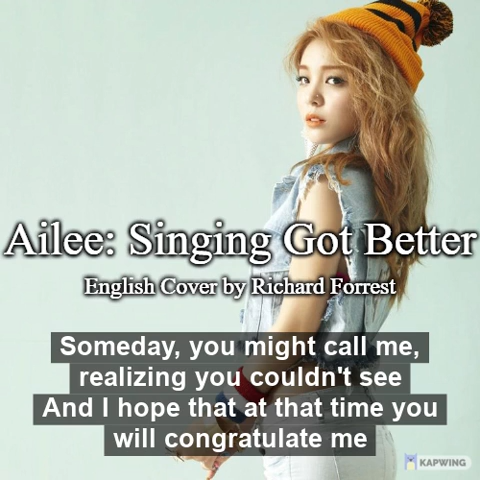 Ailee: Singing Got Better
English Cover by Richard Forrest
Someday, you might call me,
realizing you couldn't see
And I hope that at that time you
will congratulate me
KAPWING